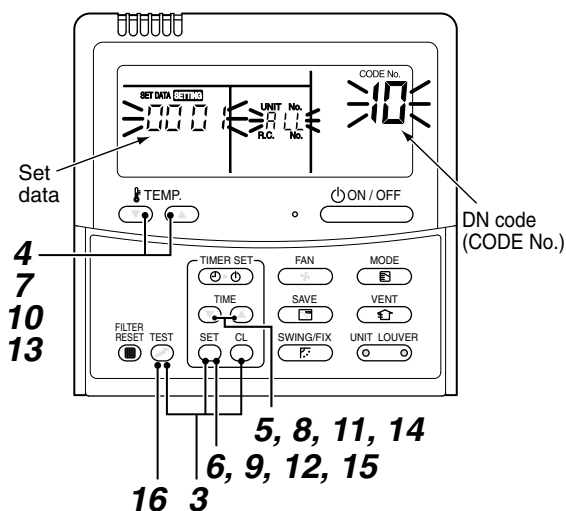 CODE No.
SET DATA SETTING
0001
UNIT No.
ALL
R.C. No.
10
Set
data
TEMP.
ON / OFF
DN code
(CODE No.)
4
7
10
13
TIMER SET
FAN
MODE
TIME
SAVE
VENT
FILTER
RESET
TEST
SET
CL
SWING/FIX
UNIT LOUVER
5, 8, 11, 14
6, 9, 12, 15
16
3